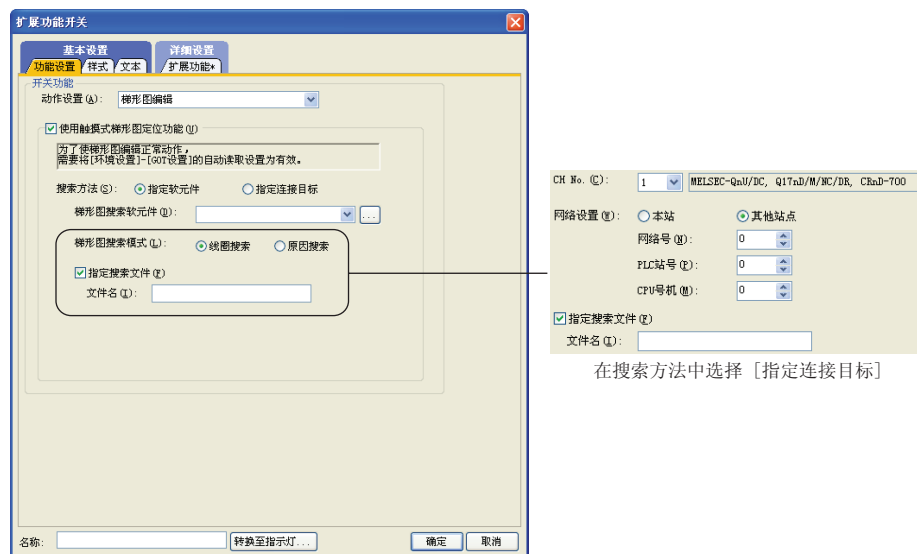 扩展功能开关
基本设置 详细设置
功能设置 样式 文本 扩展功能*
开关功能
动作设置(A): 梯形图编辑
使用触摸式梯形图定位功能(U)
为了使梯形图编辑正常动作，
需要将[环境设置]-[GOT设置]的自动读取设置为有效。
搜索方法(S): 指定软元件 指定连接目标
梯形图搜索软元件(D): ...
梯形图搜索模式(L): 线圈搜索 原因搜索
指定搜索文件(F)
文件名(I):
名称: 转换至指示灯... 确定 取消
CH No. (C): 1 MELSEC-QnU/DC, Q17nD/M/NC/DR, CRnD-700
网络设置(W): 本站 其他站点
网络号(N): 0
PLC站号(P): 0
CPU号机(M): 0
指定搜索文件(F)
文件名(I):
在搜索方法中选择［指定连接目标］